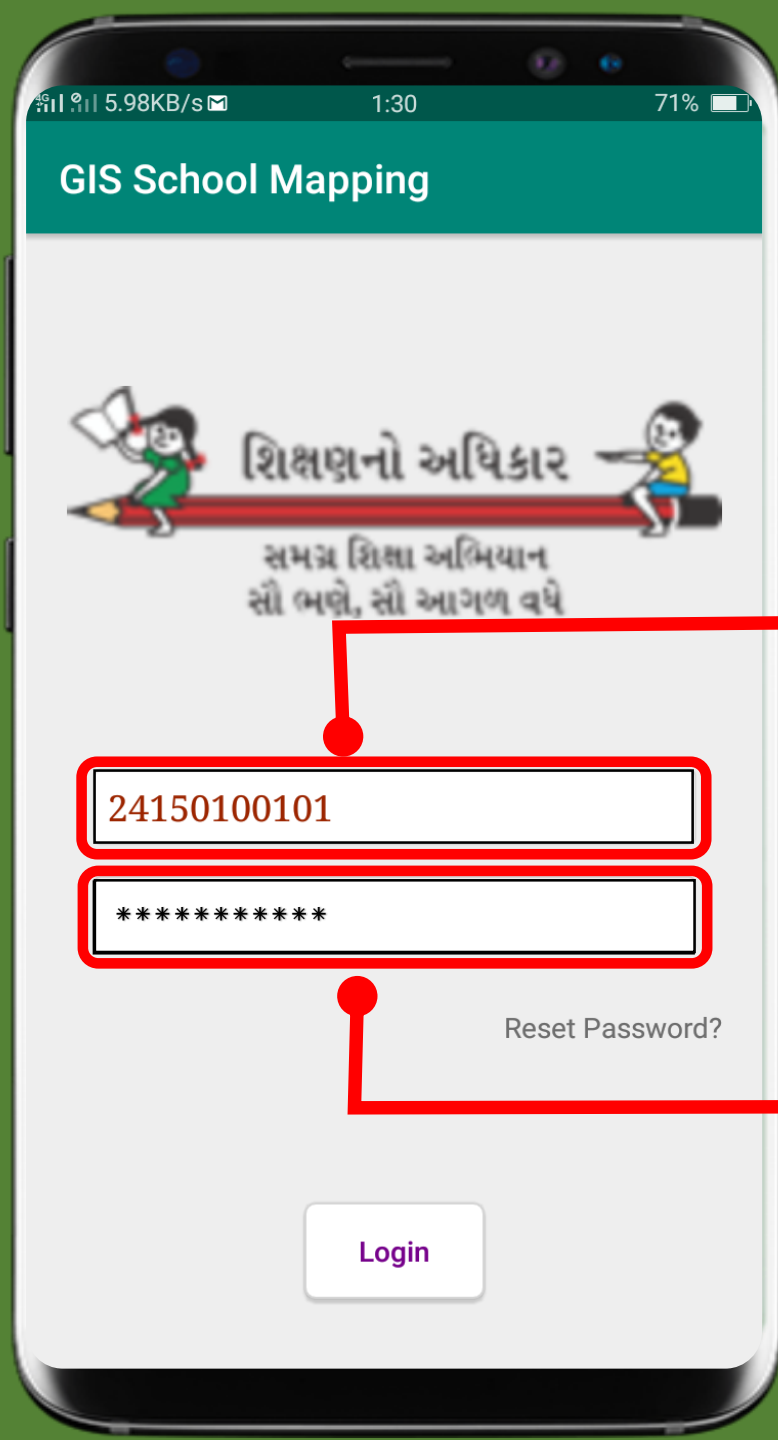 4G 5.98KB/s 1:30 71%
GIS School Mapping
શિક્ષણનો અધિકાર
સમગ્ર શિક્ષા અભિયાન
સૌ ભણે, સૌ આગળ વધે
24150100101
***********
Reset Password?
Login